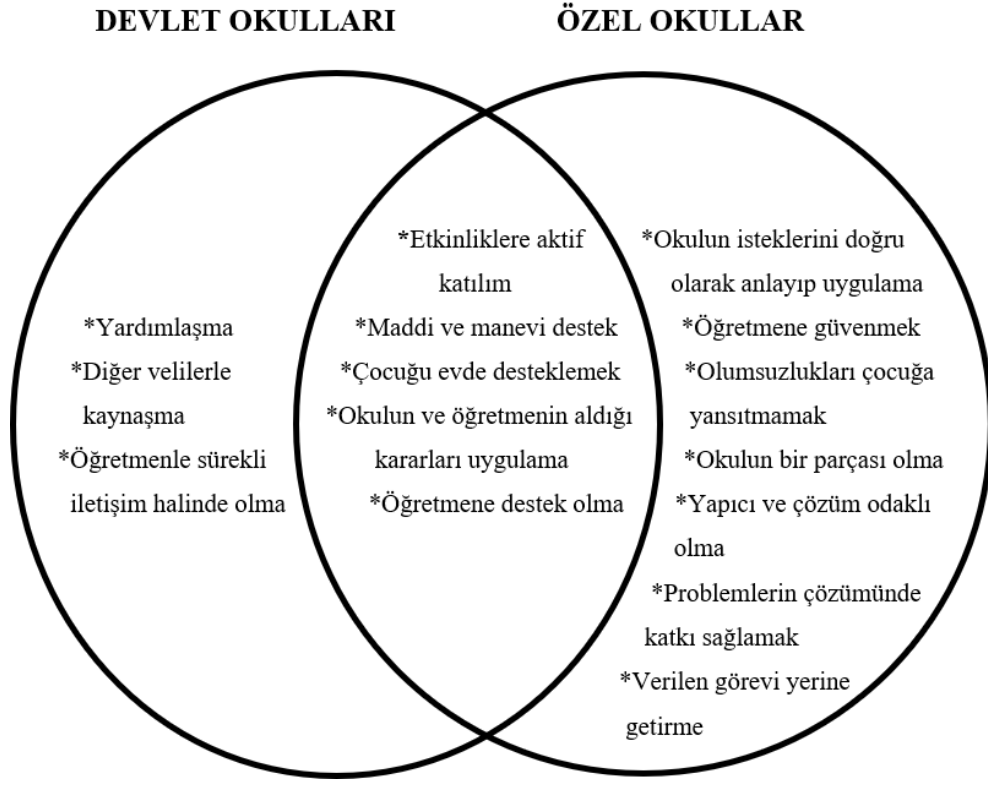 DEVLET OKULLARI
ÖZEL OKULLAR
*Yardımlaşma
*Diğer velilerle
kaynaşma
*Öğretmenle sürekli
iletişim halinde olma
*Etkinliklere aktif
katılım
*Maddi ve manevi destek
*Çocuğu evde desteklemek
*Okulun ve öğretmenin aldığı
kararları uygulama
*Öğretmene destek olma
*Okulun isteklerini doğru
olarak anlayıp uygulama
*Öğretmene güvenmek
*Olumsuzlukları çocuğa
yansıtmamak
*Okulun bir parçası olma
*Yapıcı ve çözüm odaklı
olma
*Problemlerin çözümünde
katkı sağlamak
*Verilen görevi yerine
getirme